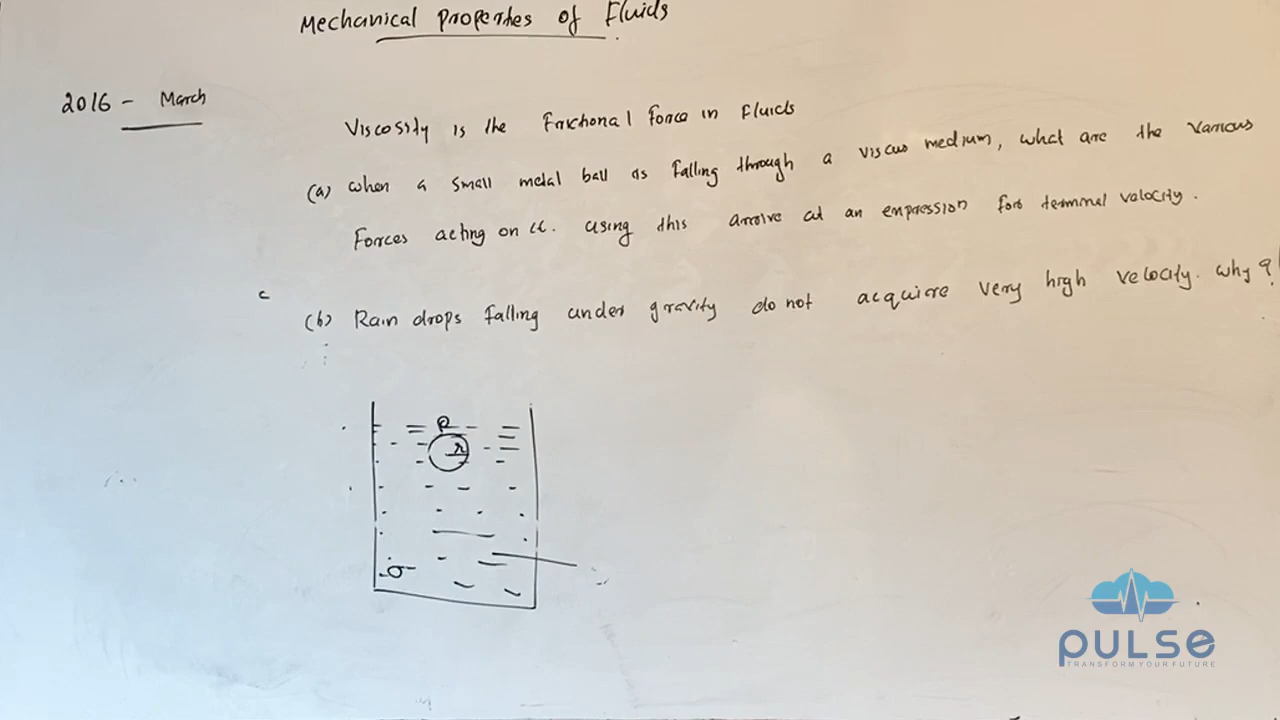 Mechanical Properties of Fluids
2016 - March
Viscosity is the Frictional force in Fluids
(a) when a small metal ball is falling through a viscus medium, what are the various
Forces acting on it. using this arrive at an expression for terminal velocity.
c
(b) Rain drops falling under gravity do not acquire very high velocity. why?
ρ
r
σ
PULSE
TRANSFORM YOUR FUTURE